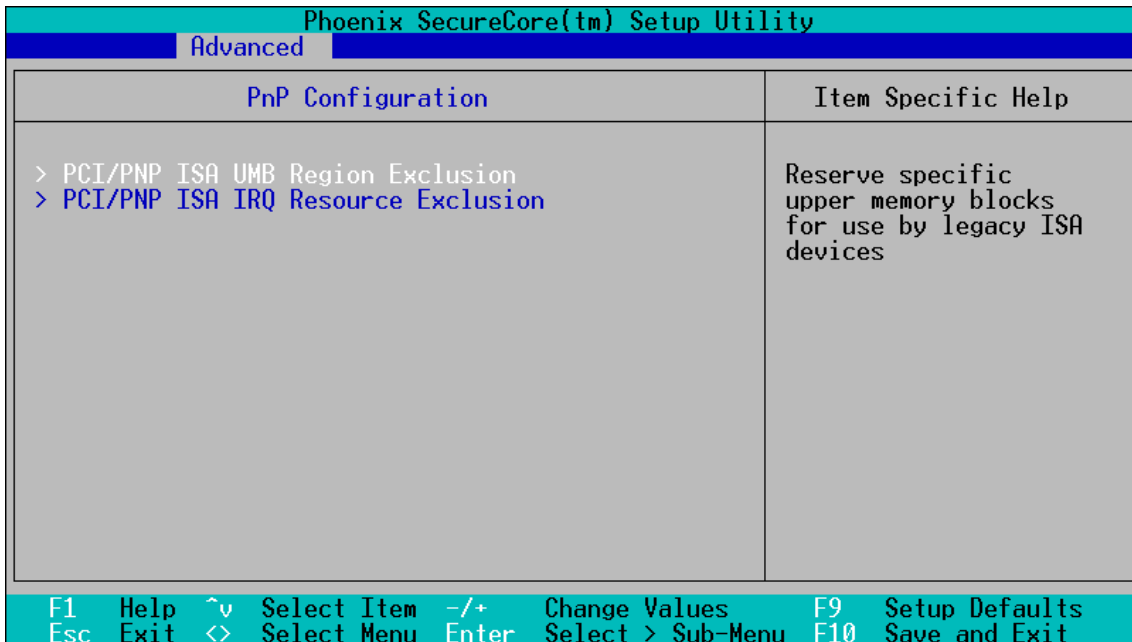 Phoenix SecureCore(tm) Setup Utility
Advanced
PnP Configuration
Item Specific Help
> PCI/PNP ISA UMB Region Exclusion
> PCI/PNP ISA IRQ Resource Exclusion
Reserve specific
upper memory blocks
for use by legacy ISA
devices
F1 Help ^v Select Item -/+ Change Values F9 Setup Defaults
Esc Exit <> Select Menu Enter Select > Sub-Menu F10 Save and Exit